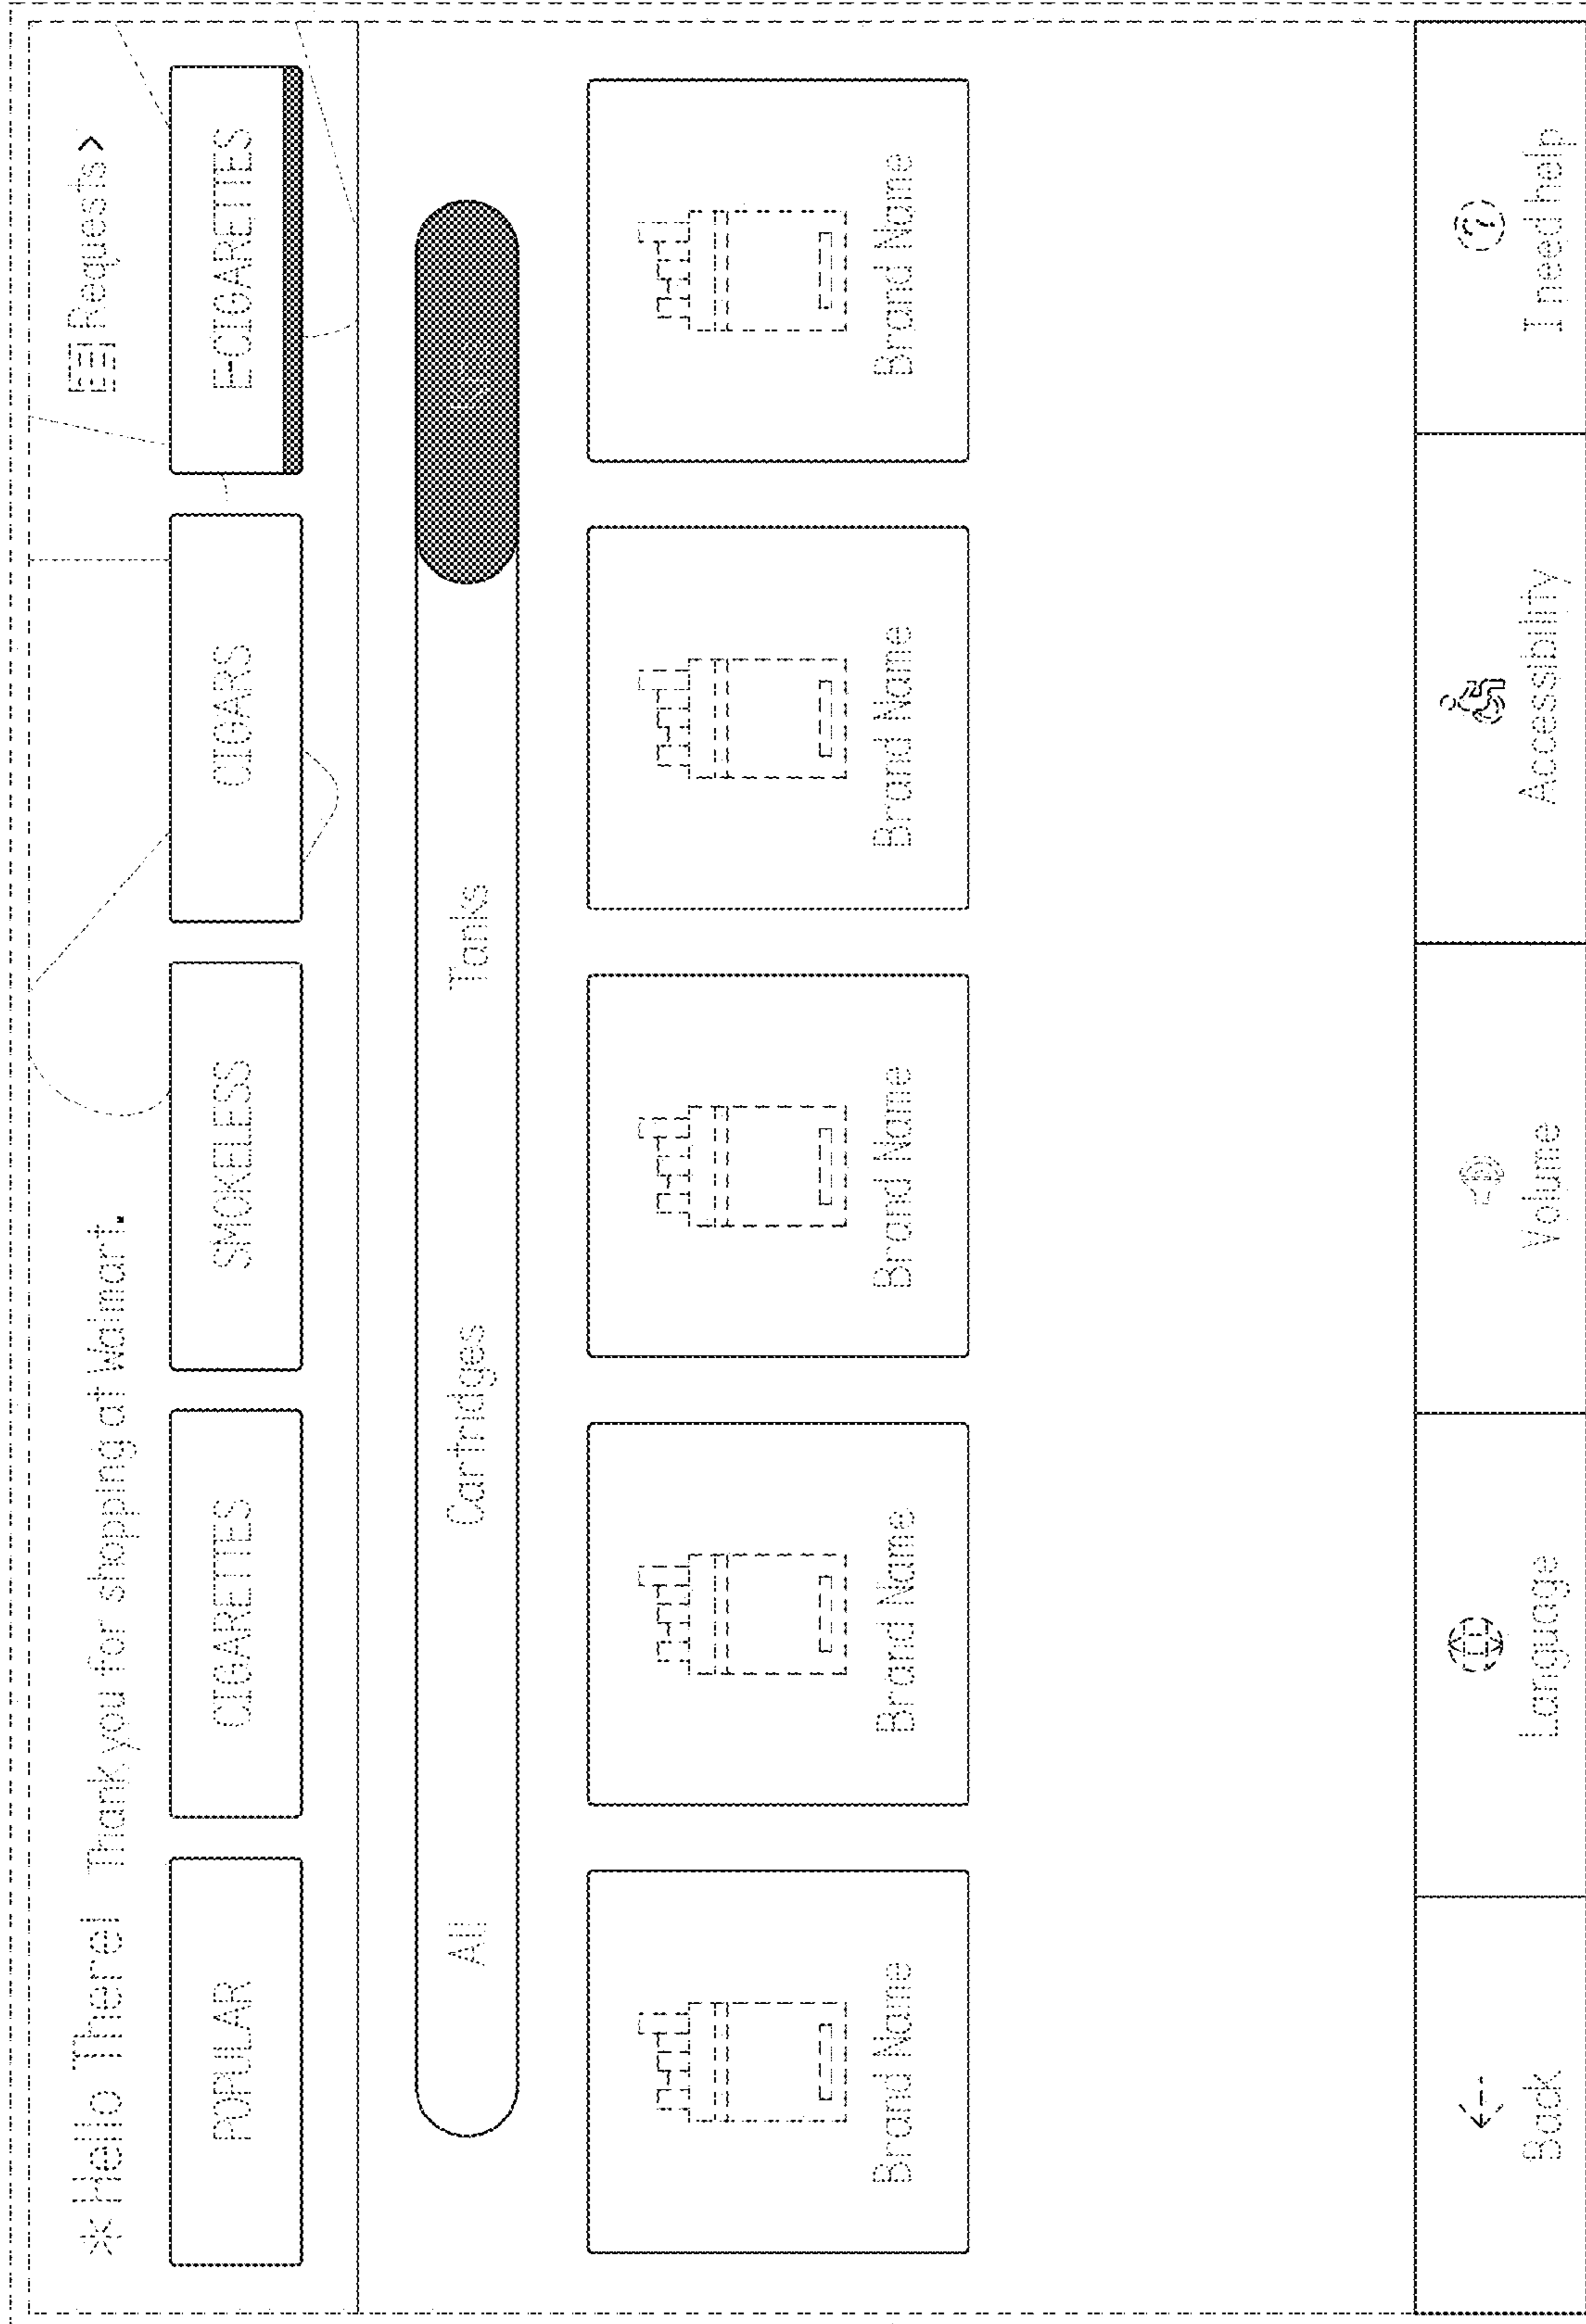 Hello There! Thank you for shopping at Walmart. Requests >
POPULAR CIGARETTES SMOKELESS CIGARS E-CIGARETTES
All Cartridges Tanks
Brand Name Brand Name Brand Name Brand Name Brand Name
Back Language Volume Accessibility I need help